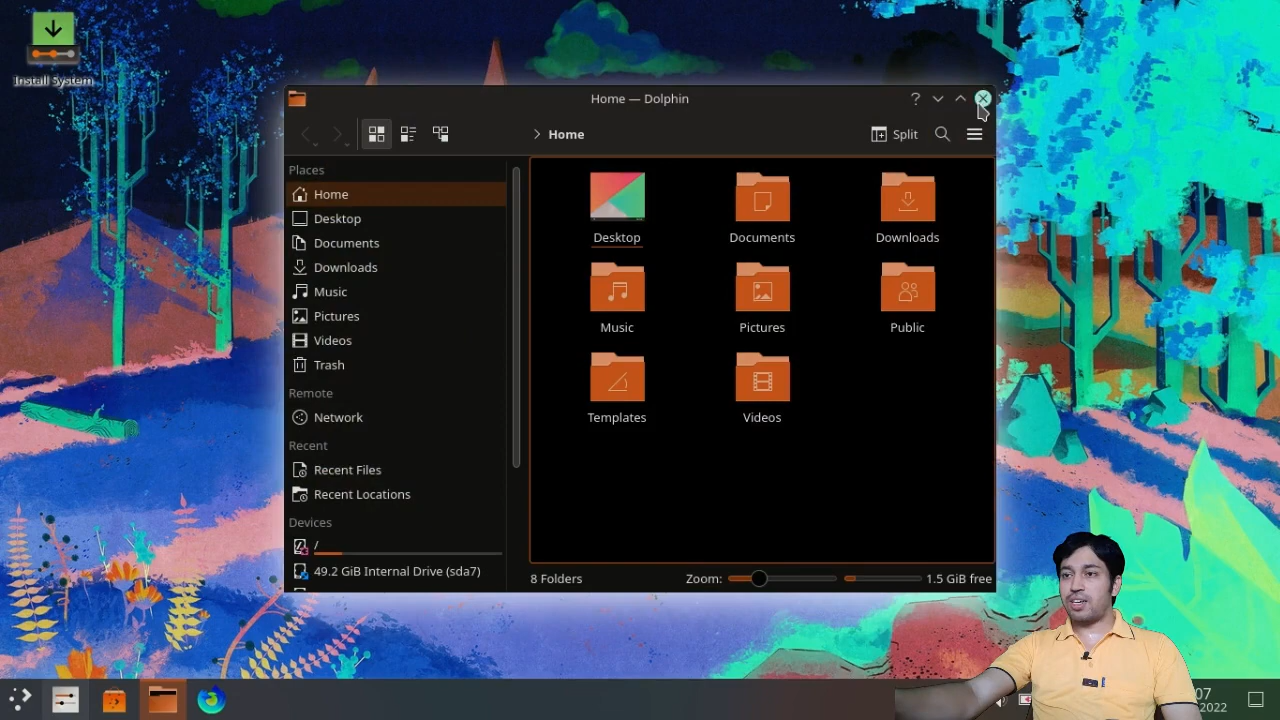 Install System
Home — Dolphin
Home
Split
Places
Home
Desktop
Documents
Downloads
Music
Pictures
Videos
Trash
Remote
Network
Recent
Recent Files
Recent Locations
Devices
/
49.2 GiB Internal Drive (sda7)
Desktop
Documents
Downloads
Music
Pictures
Public
Templates
Videos
8 Folders
Zoom:
1.5 GiB free
07
2022